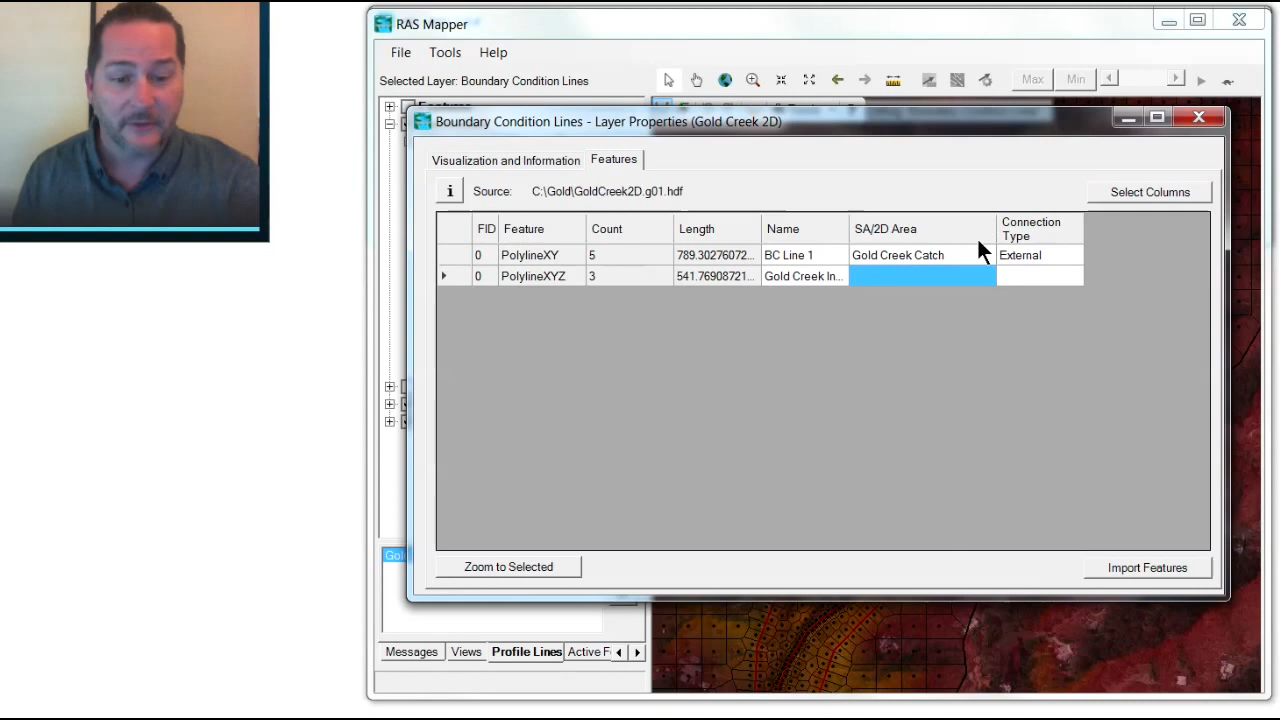 RAS Mapper
File Tools Help
Selected Layer: Boundary Condition Lines
Max Min
Features
Boundary Condition Lines - Layer Properties (Gold Creek 2D)
Visualization and Information Features
i Source: C:\Gold\GoldCreek2D.g01.hdf Select Columns
FID Feature Count Length Name SA/2D Area Connection Type
0 PolylineXY 5 789.30276072... BC Line 1 Gold Creek Catch External
0 PolylineXYZ 3 541.76908721... Gold Creek In...
Gol
Zoom to Selected Import Features
Messages Views Profile Lines Active F